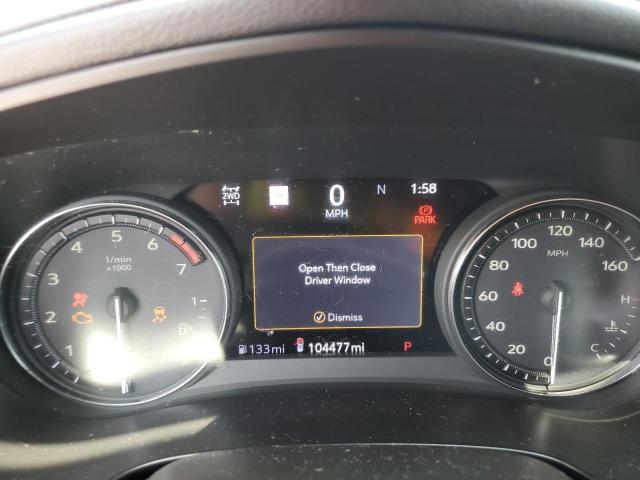 2WD
0
MPH
N
1:58
PARK
Open Then Close
Driver Window
Dismiss
133mi
104477mi
P
1
2
3
4
5
6
7
1/min
x1000
1
0
20
40
60
80
100
120
140
160
MPH
H
C